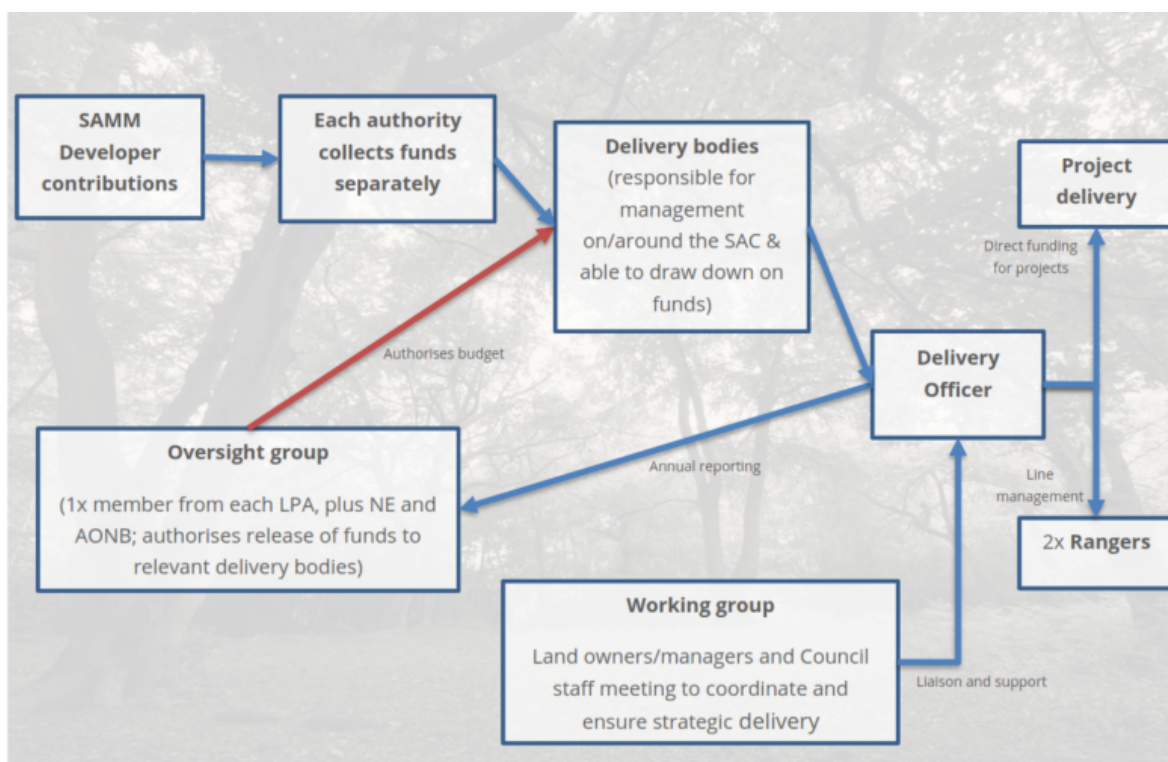 SAMM
Developer
contributions
Each authority
collects funds
separately
Delivery bodies
(responsible for
management
on/around the SAC &
able to draw down on
funds)
Project
delivery
Direct funding
for projects
Authorises budget
Delivery
Officer
Oversight group
(1x member from each LPA, plus NE and
AONB; authorises release of funds to
relevant delivery bodies)
Annual reporting
Line
management
2x Rangers
Working group
Land owners/managers and Council
staff meeting to coordinate and
ensure strategic delivery
Liaison and support